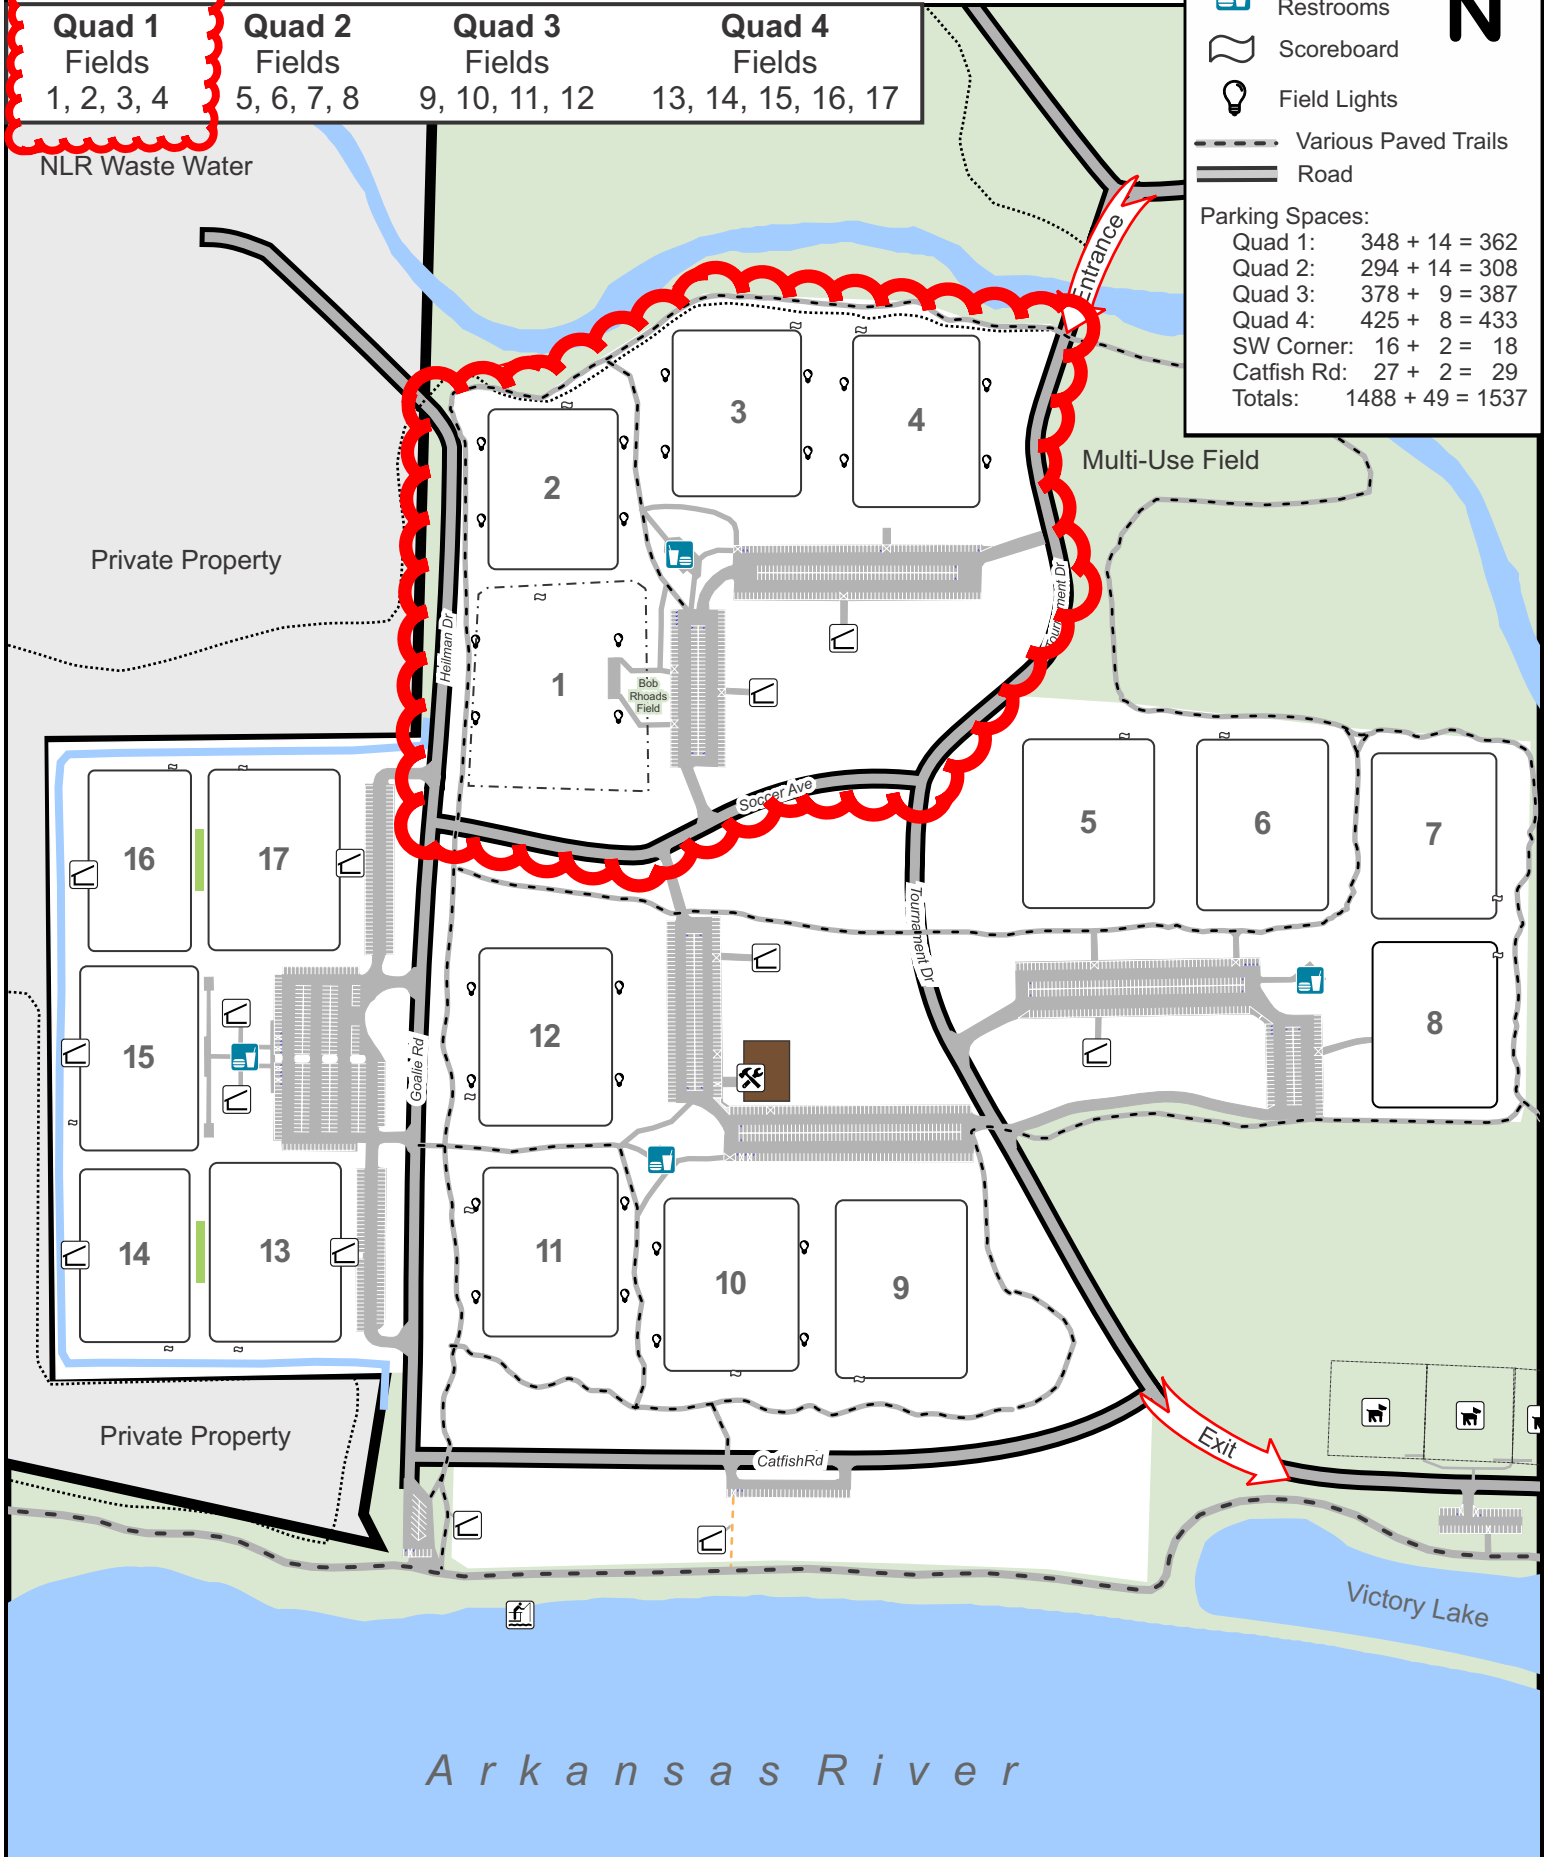 Quad 1
Fields
1, 2, 3, 4
Quad 2
Fields
5, 6, 7, 8
Quad 3
Fields
9, 10, 11, 12
Quad 4
Fields
13, 14, 15, 16, 17
Restrooms
N
Scoreboard
Field Lights
Various Paved Trails
Road
Parking Spaces:
Quad 1: 348 + 14 = 362
Quad 2: 294 + 14 = 308
Quad 3: 378 + 9 = 387
Quad 4: 425 + 8 = 433
SW Corner: 16 + 2 = 18
Catfish Rd: 27 + 2 = 29
Totals: 1488 + 49 = 1537
NLR Waste Water
Entrance
3
4
Multi-Use Field
2
Private Property
Tournament Dr
Heilman Dr
1
Bob
Rhoads
Field
Soccer Ave
5
6
7
16
17
Tournament Dr
12
15
8
Goalie Rd
14
13
11
10
9
Private Property
Exit
CatfishRd
Victory Lake
Arkansas River